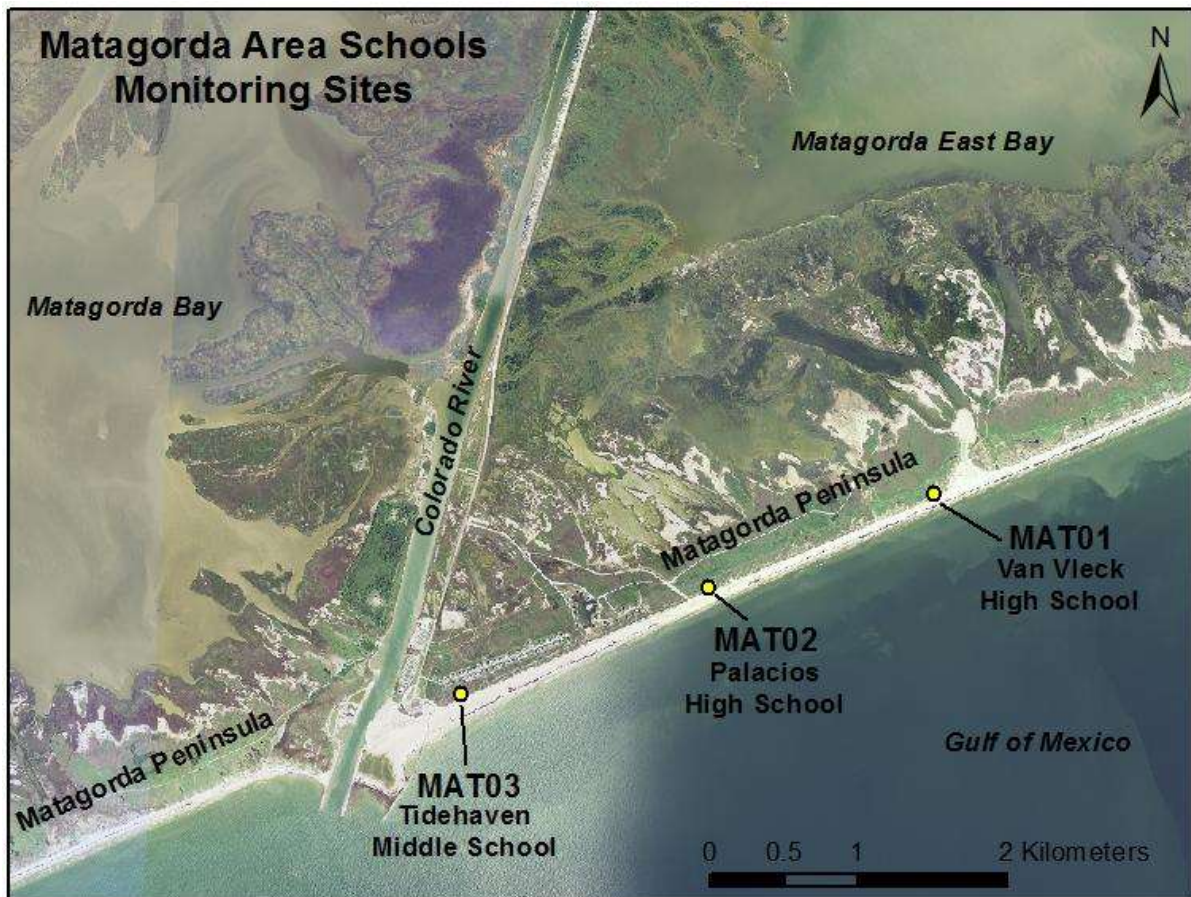 Matagorda Area Schools
Monitoring Sites
N
Matagorda East Bay
Matagorda Bay
Colorado River
Matagorda Peninsula
MAT01
Van Vleck
High School
MAT02
Palacios
High School
Gulf of Mexico
Matagorda Peninsula
MAT03
Tidehaven
Middle School
0 0.5 1 2 Kilometers